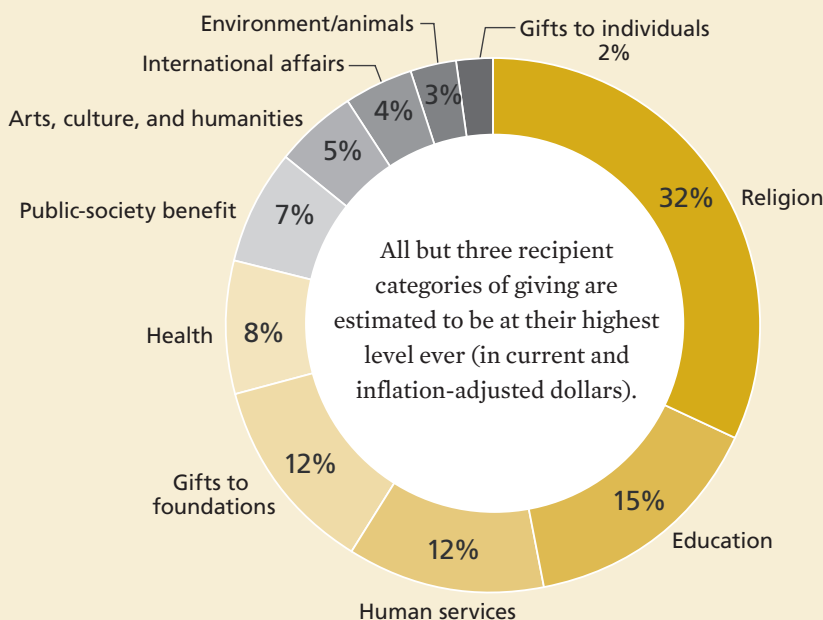 Environment/animals
Gifts to individuals
2%
International affairs
3%
4%
Arts, culture, and humanities
5%
32%
Religion
Public-society benefit
7%
All but three recipient
categories of giving are
estimated to be at their highest
level ever (in current and
inflation-adjusted dollars).
Health
8%
12%
Gifts to
foundations
15%
Education
12%
Human services